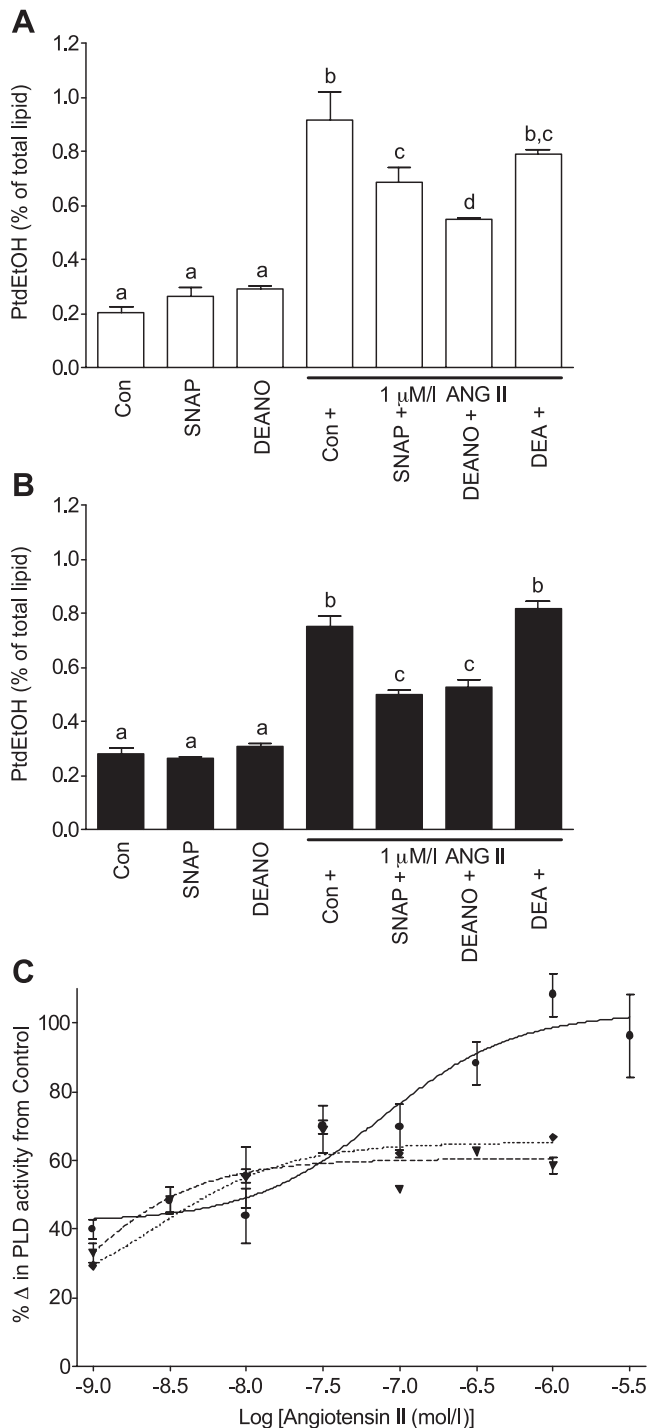 A
PtdEtOH (% of total lipid)
1.2
1.0
0.8
0.6
0.4
0.2
0.0
a
a
a
b
c
d
b,c
Con
SNAP
DEANO
1 µM/l ANG II
Con +
SNAP +
DEANO +
DEA +
B
PtdEtOH (% of total lipid)
1.2
1.0
0.8
0.6
0.4
0.2
0.0
a
a
a
b
c
c
b
Con
SNAP
DEANO
1 µM/l ANG II
Con +
SNAP +
DEANO +
DEA +
C
% Δ in PLD activity from Control
100
80
60
40
20
0
-9.0 -8.5 -8.0 -7.5 -7.0 -6.5 -6.0 -5.5
Log [Angiotensin II (mol/l)]